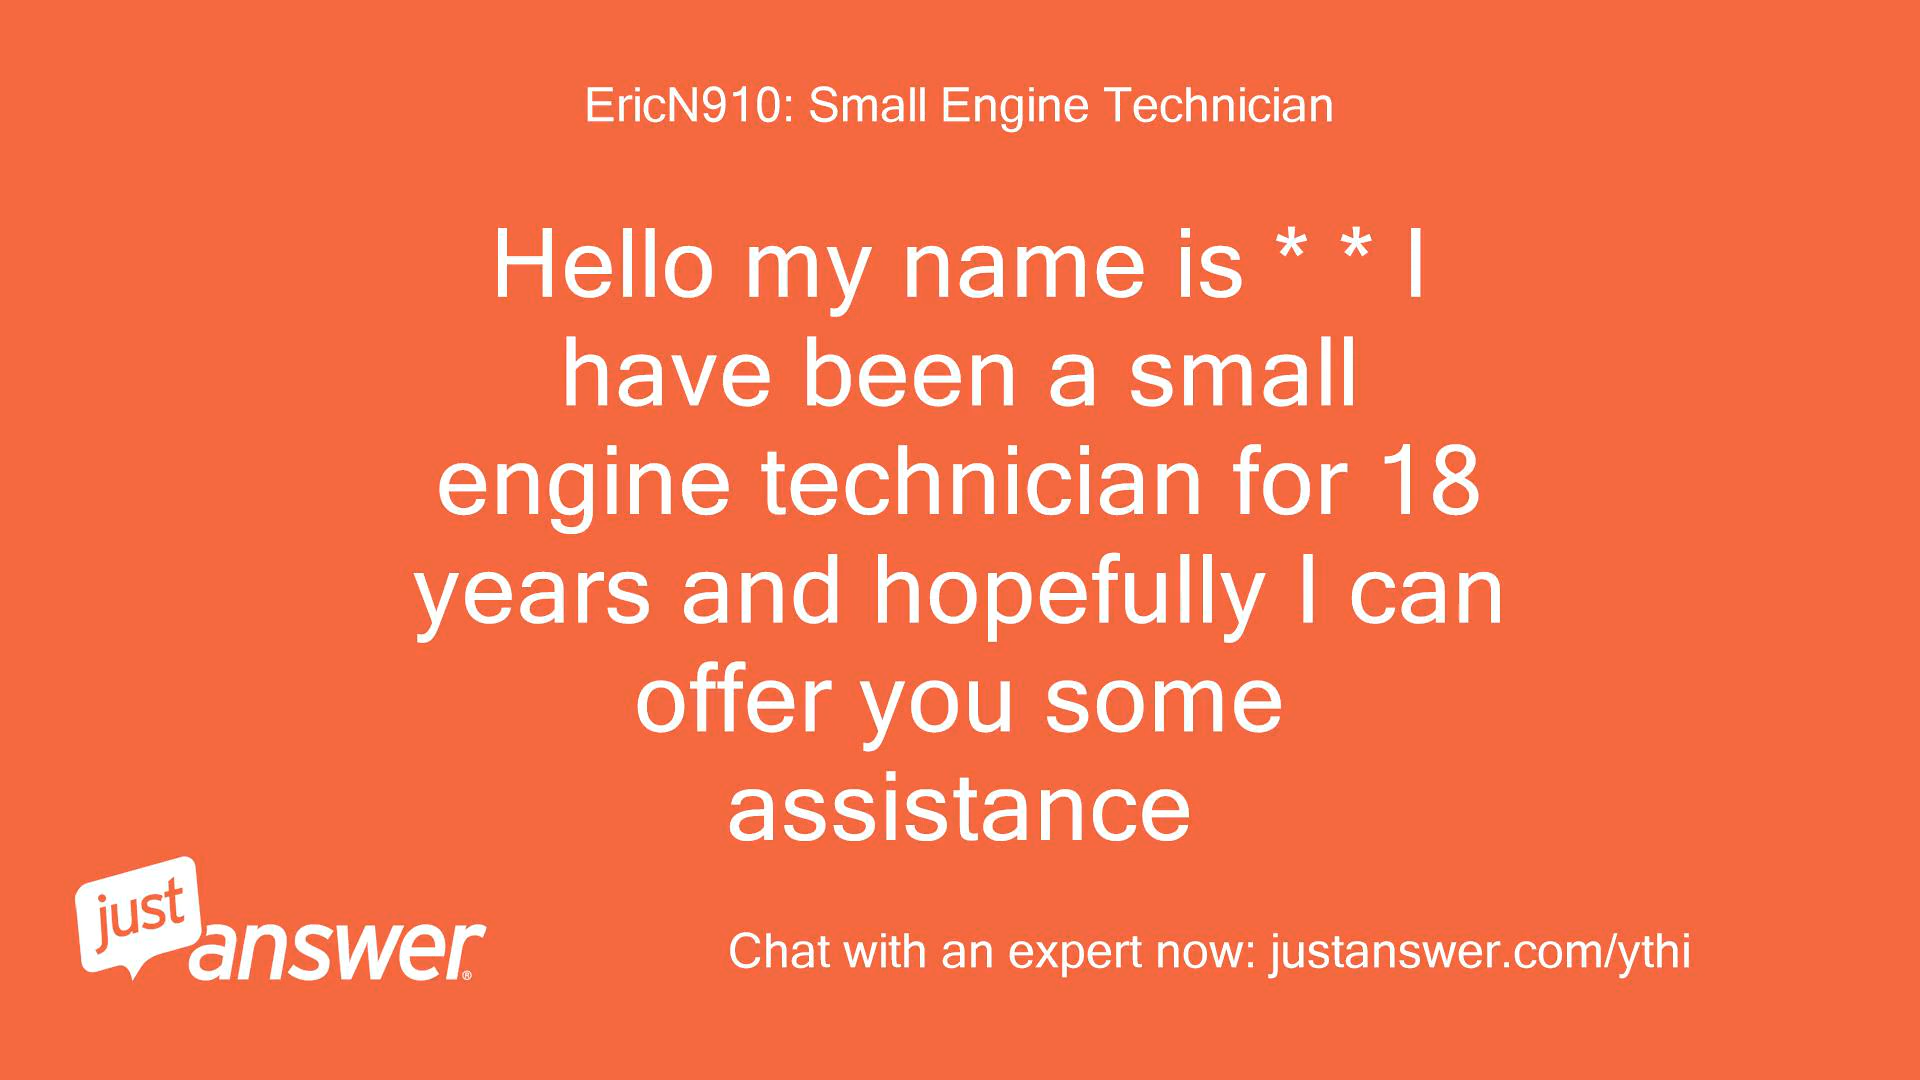 EricN910: Small Engine Technician
Hello my name is * * I
have been a small
engine technician for 18
years and hopefully I can
offer you some
assistance
just
answer®
Chat with an expert now: justanswer.com/ythi